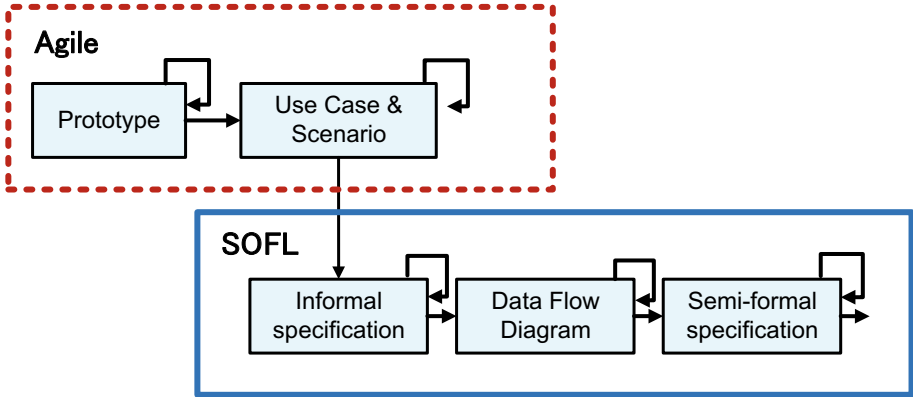 Agile
Prototype
Use Case &
Scenario
SOFL
Informal
specification
Data Flow
Diagram
Semi-formal
specification